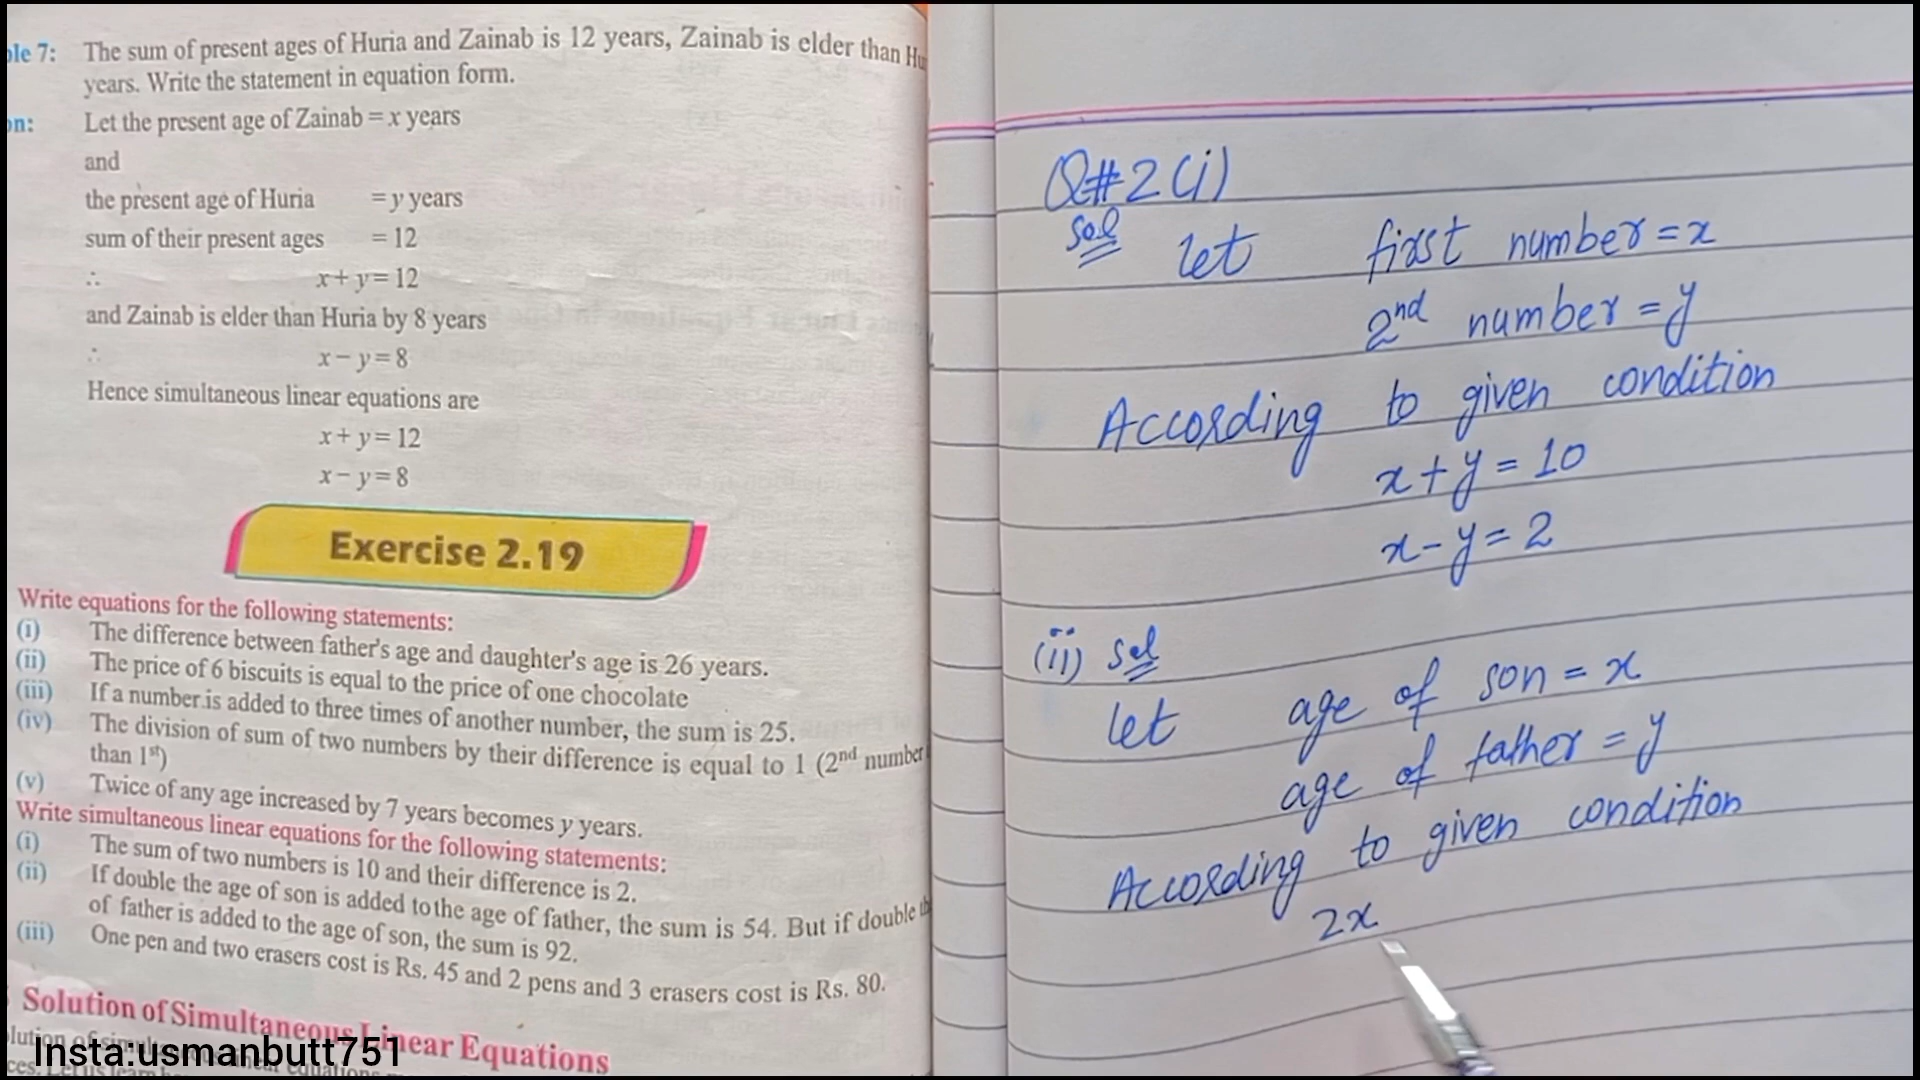 ple 7: The sum of present ages of Huria and Zainab is 12 years, Zainab is elder than Hu
years. Write the statement in equation form.
on: Let the present age of Zainab = x years
and
the present age of Huria = y years
sum of their present ages = 12
∴ x + y = 12
and Zainab is elder than Huria by 8 years
∴ x − y = 8
Hence simultaneous linear equations are
x + y = 12
x − y = 8
Exercise 2.19
Write equations for the following statements:
(i) The difference between father's age and daughter's age is 26 years.
(ii) The price of 6 biscuits is equal to the price of one chocolate
(iii) If a number is added to three times of another number, the sum is 25.
(iv) The division of sum of two numbers by their difference is equal to 1 (2nd number
than 1st)
(v) Twice of any age increased by 7 years becomes y years.
Write simultaneous linear equations for the following statements:
(i) The sum of two numbers is 10 and their difference is 2.
(ii) If double the age of son is added to the age of father, the sum is 54. But if double th
of father is added to the age of son, the sum is 92.
(iii) One pen and two erasers cost is Rs. 45 and 2 pens and 3 erasers cost is Rs. 80.
Solution of Simultaneous Linear Equations
Insta:usmanbutt751
Q#2(i)
Sol let first number = x
2nd number = y
According to given condition
x + y = 10
x - y = 2
(ii) Sol
let age of son = x
age of father = y
According to given condition
2x